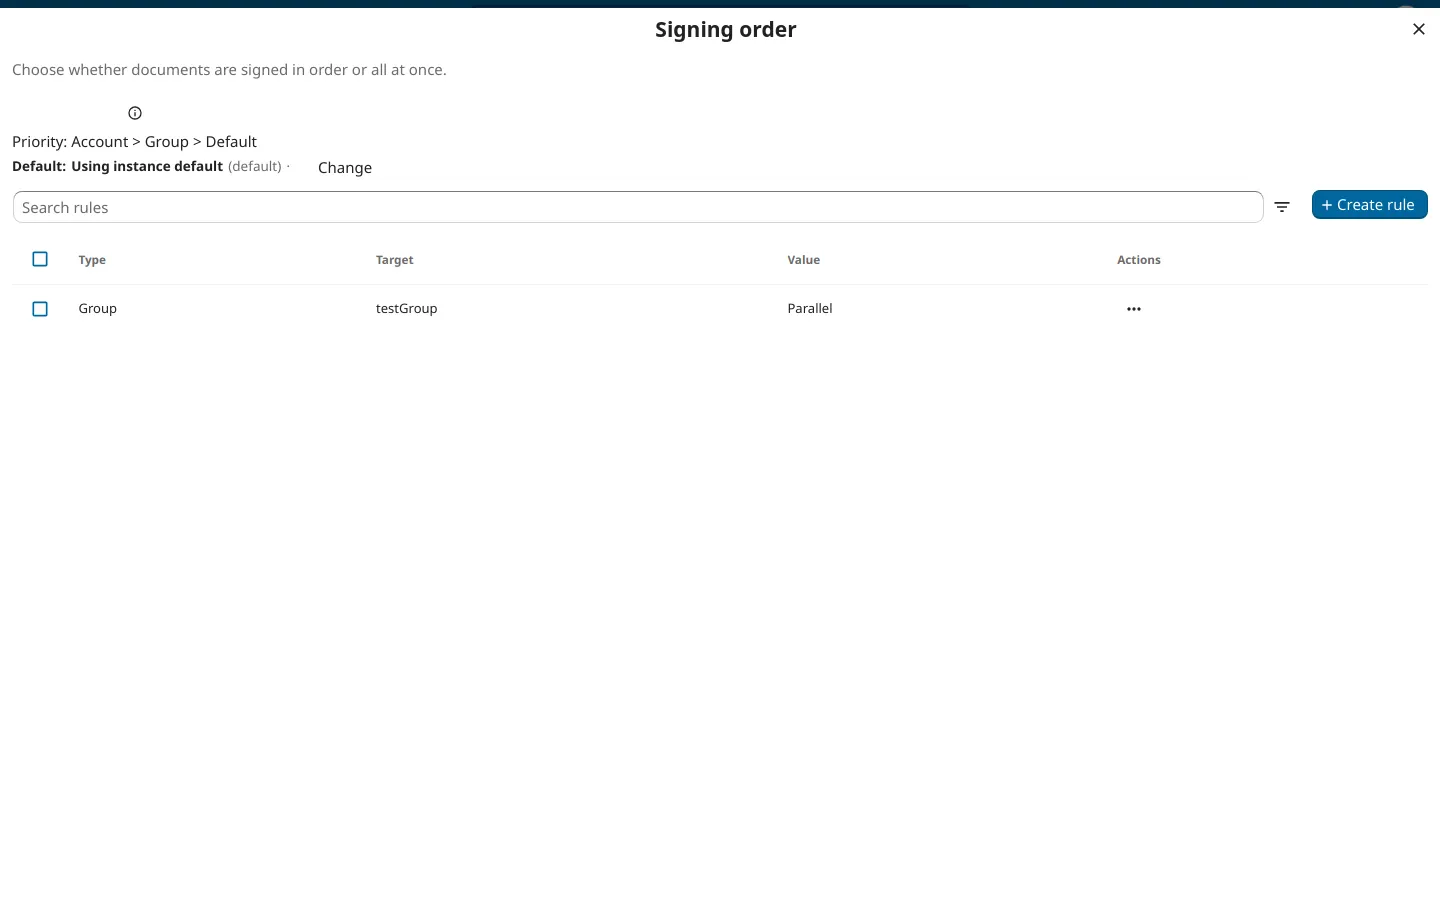 Signing order
Choose whether documents are signed in order or all at once.
Priority: Account > Group > Default
Default: Using instance default (default) · Change
Search rules
+ Create rule
Type Target Value Actions
Group testGroup Parallel